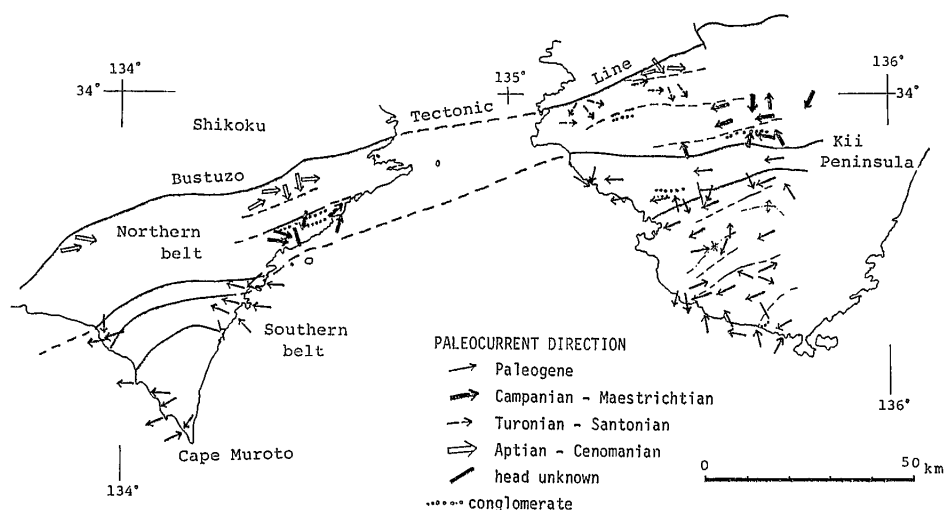 134°
34°
135°
136°
34°
Shikoku
Bustuzo
Tectonic
Line
Kii
Peninsula
Northern
belt
Southern
belt
Cape Muroto
134°
136°
PALEOCURRENT DIRECTION
Paleogene
Campanian - Maestrichtian
Turonian - Santonian
Aptian - Cenomanian
head unknown
conglomerate
0 50 km